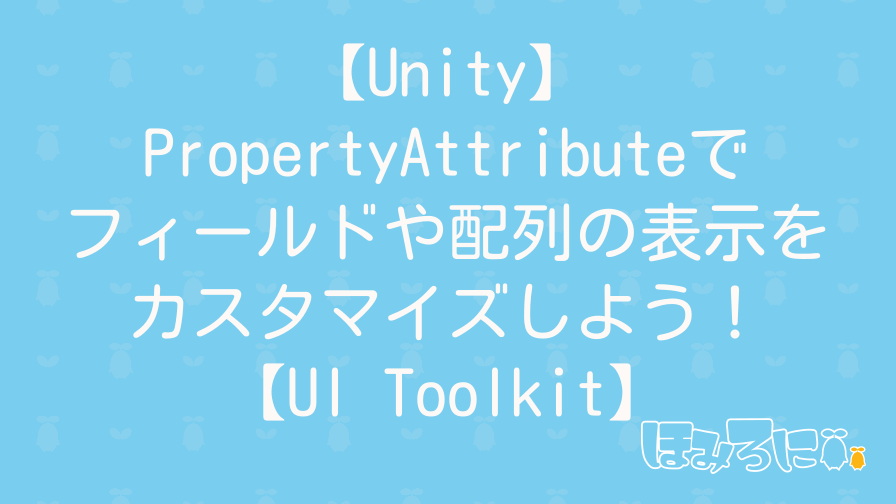 【Unity】
PropertyAttributeで
フィールドや配列の表示を
カスタマイズしよう！
【UI Toolkit】
ほみろに